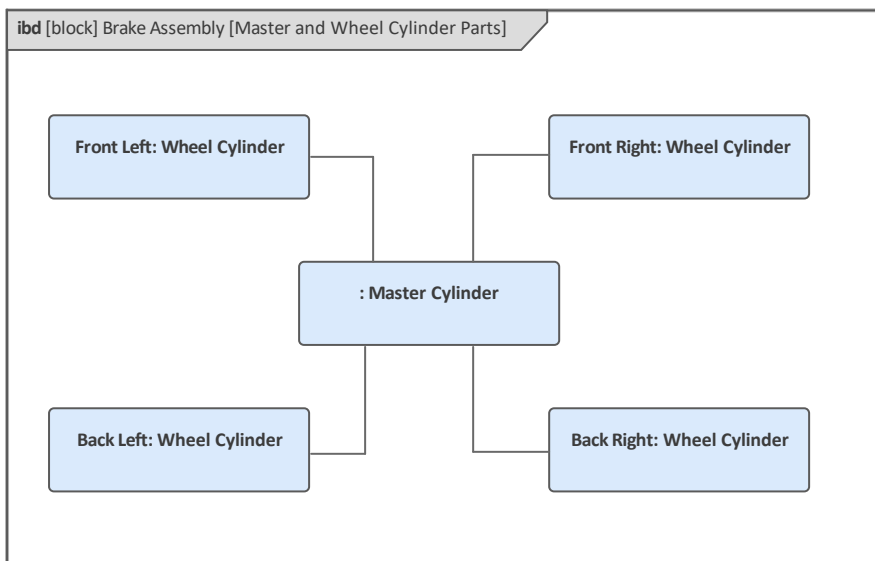 ibd [block] Brake Assembly [Master and Wheel Cylinder Parts]
Front Left: Wheel Cylinder
Front Right: Wheel Cylinder
: Master Cylinder
Back Left: Wheel Cylinder
Back Right: Wheel Cylinder